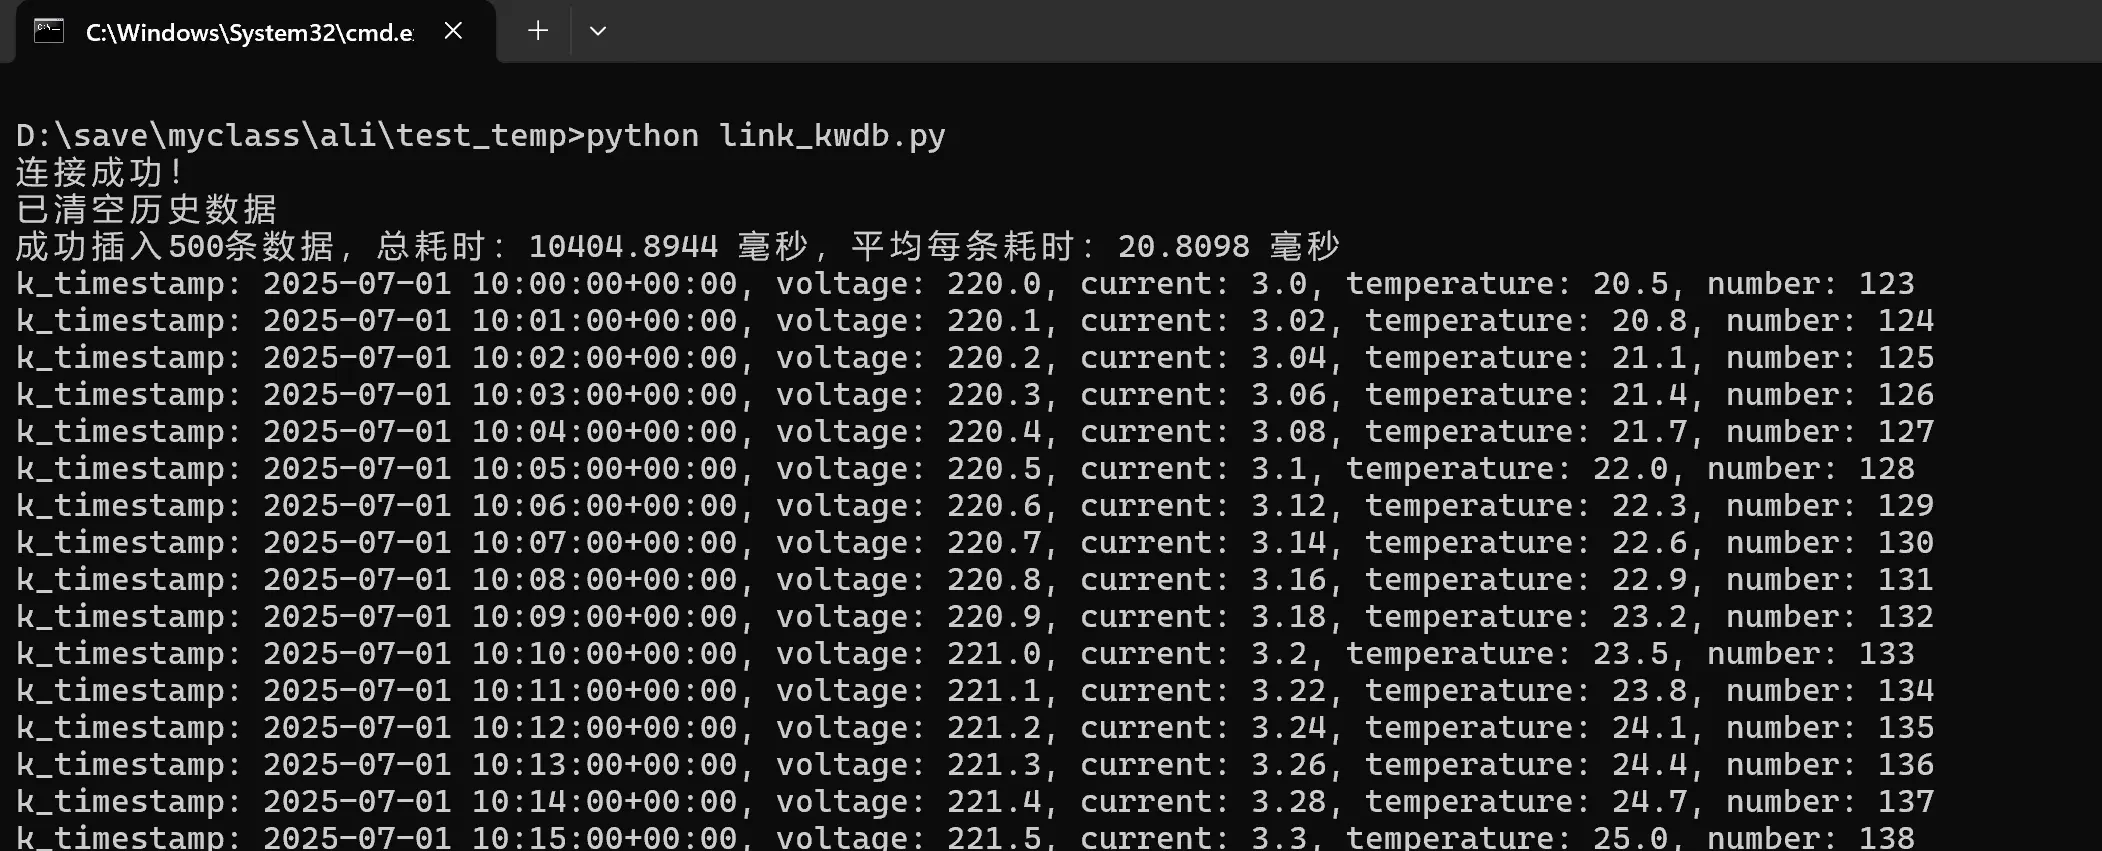 C:\Windows\System32\cmd.e
D:\save\myclass\ali\test_temp>python link_kwdb.py
连接成功！
已清空历史数据
成功插入500条数据，总耗时：10404.8944 毫秒，平均每条耗时：20.8098 毫秒
k_timestamp: 2025-07-01 10:00:00+00:00, voltage: 220.0, current: 3.0, temperature: 20.5, number: 123
k_timestamp: 2025-07-01 10:01:00+00:00, voltage: 220.1, current: 3.02, temperature: 20.8, number: 124
k_timestamp: 2025-07-01 10:02:00+00:00, voltage: 220.2, current: 3.04, temperature: 21.1, number: 125
k_timestamp: 2025-07-01 10:03:00+00:00, voltage: 220.3, current: 3.06, temperature: 21.4, number: 126
k_timestamp: 2025-07-01 10:04:00+00:00, voltage: 220.4, current: 3.08, temperature: 21.7, number: 127
k_timestamp: 2025-07-01 10:05:00+00:00, voltage: 220.5, current: 3.1, temperature: 22.0, number: 128
k_timestamp: 2025-07-01 10:06:00+00:00, voltage: 220.6, current: 3.12, temperature: 22.3, number: 129
k_timestamp: 2025-07-01 10:07:00+00:00, voltage: 220.7, current: 3.14, temperature: 22.6, number: 130
k_timestamp: 2025-07-01 10:08:00+00:00, voltage: 220.8, current: 3.16, temperature: 22.9, number: 131
k_timestamp: 2025-07-01 10:09:00+00:00, voltage: 220.9, current: 3.18, temperature: 23.2, number: 132
k_timestamp: 2025-07-01 10:10:00+00:00, voltage: 221.0, current: 3.2, temperature: 23.5, number: 133
k_timestamp: 2025-07-01 10:11:00+00:00, voltage: 221.1, current: 3.22, temperature: 23.8, number: 134
k_timestamp: 2025-07-01 10:12:00+00:00, voltage: 221.2, current: 3.24, temperature: 24.1, number: 135
k_timestamp: 2025-07-01 10:13:00+00:00, voltage: 221.3, current: 3.26, temperature: 24.4, number: 136
k_timestamp: 2025-07-01 10:14:00+00:00, voltage: 221.4, current: 3.28, temperature: 24.7, number: 137
k_timestamp: 2025-07-01 10:15:00+00:00, voltage: 221.5, current: 3.3, temperature: 25.0, number: 138